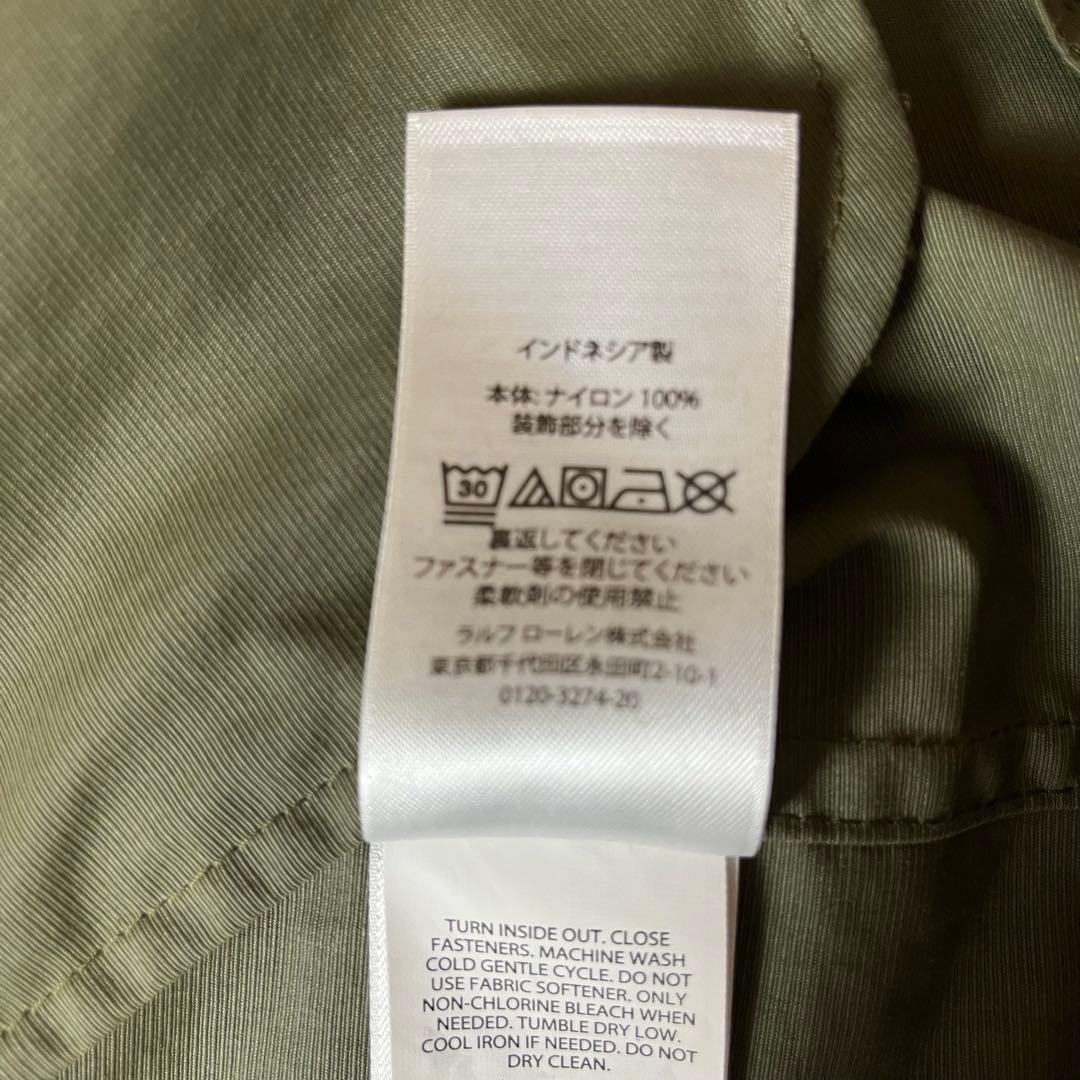 インドネシア製
本体: ナイロン 100%
装飾部分を除く
30
裏返してください
ファスナー等を閉じてください
柔軟剤の使用禁止
ラルフ ローレン株式会社
東京都千代田区永田町2-10-1
0120-3274-20
TURN INSIDE OUT. CLOSE
FASTENERS. MACHINE WASH
COLD GENTLE CYCLE. DO NOT
USE FABRIC SOFTENER. ONLY
NON-CHLORINE BLEACH WHEN
NEEDED. TUMBLE DRY LOW.
COOL IRON IF NEEDED. DO NOT
DRY CLEAN.